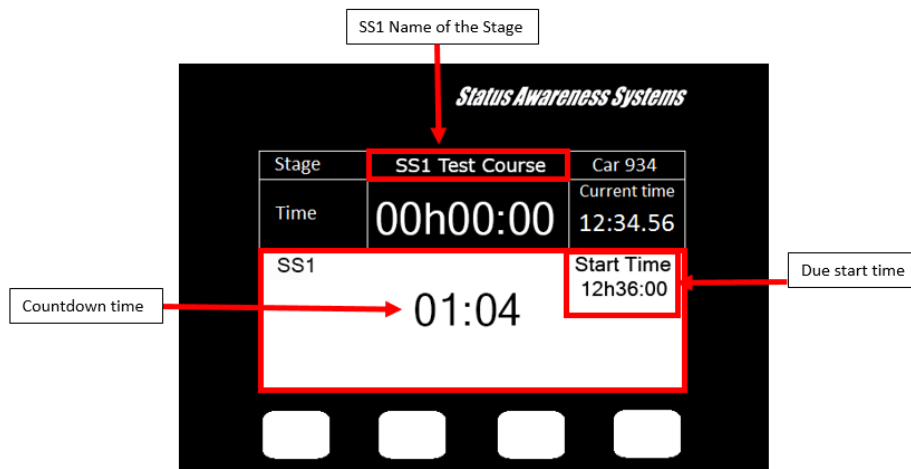 SS1 Name of the Stage
Status Awareness Systems
Stage SS1 Test Course Car 934
Time 00h00:00 Current time
12:34.56
SS1 Start Time
12h36:00
Due start time
Countdown time
01:04